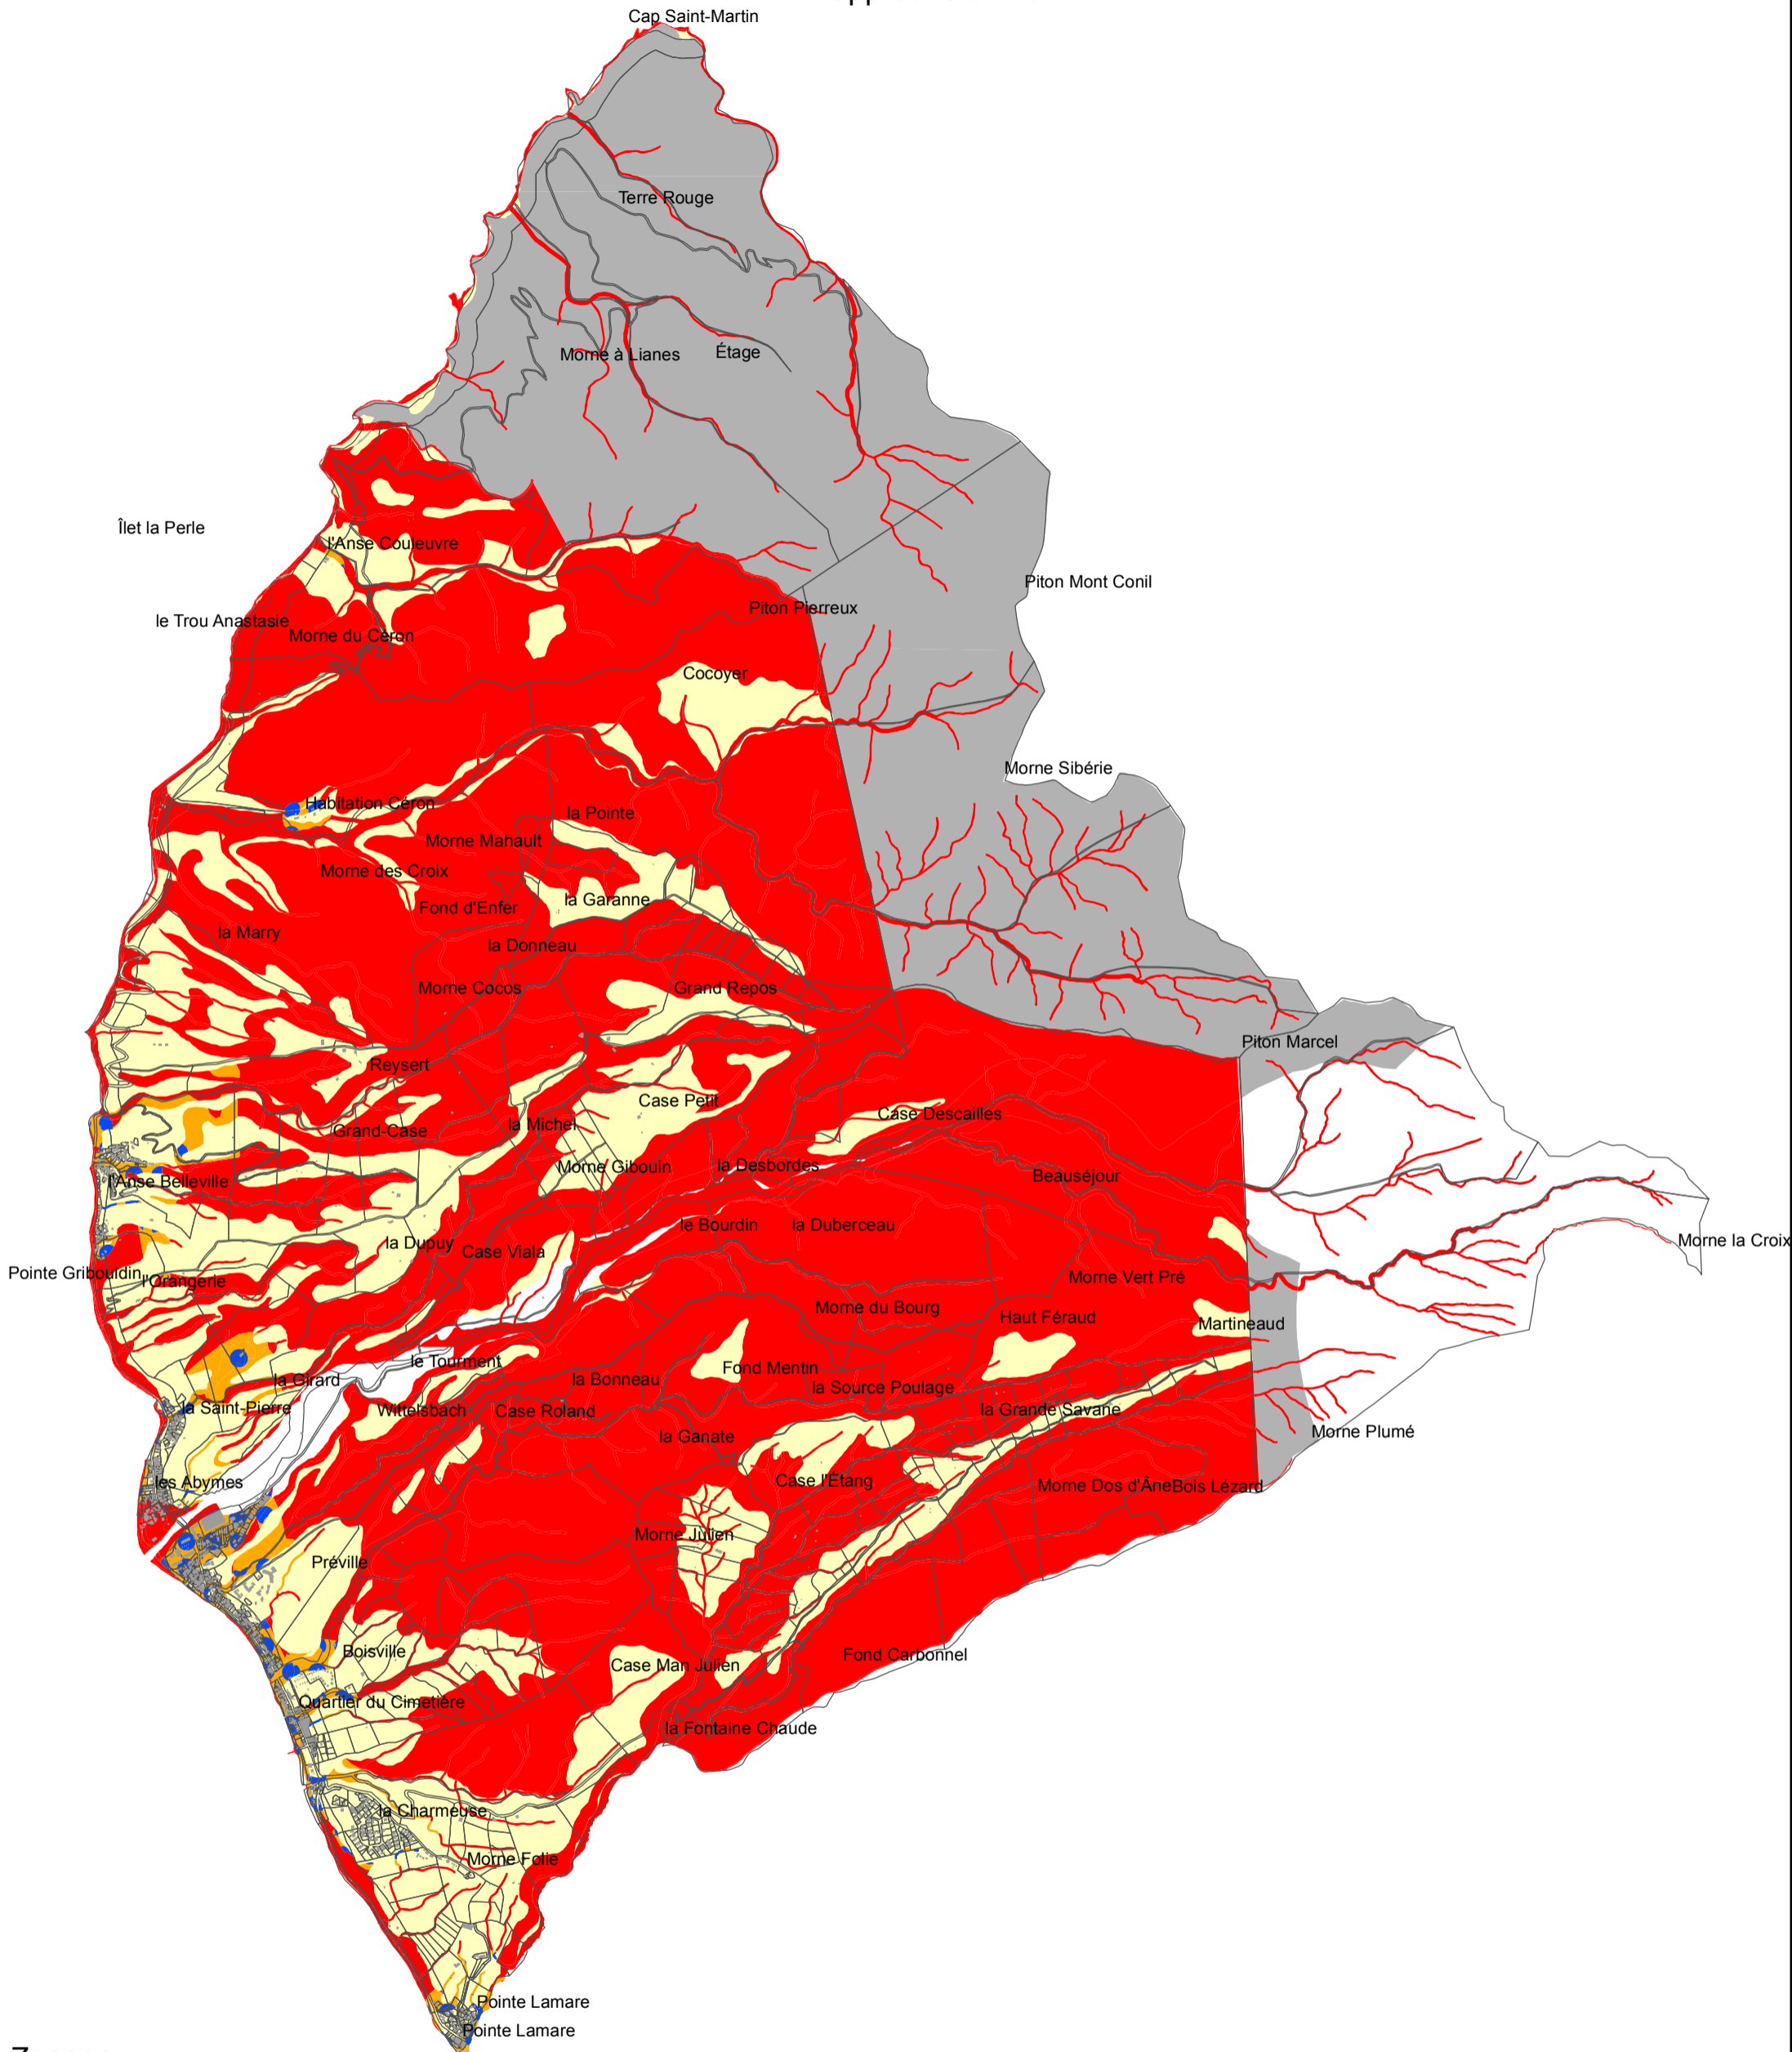 Cap Saint-Martin
Terre Rouge
Morne à Lianes
Étage
Îlet la Perle
l'Anse Couleuvre
Piton Mont Conil
Piton Pierreux
le Trou Anastasie
Morne du Céron
Cocoyer
Morne Sibérie
Habitation Céron
la Pointe
Morne Mahault
Morne des Croix
la Garanne
Fond d'Enfer
la Marry
la Donneau
Morne Cocos
Grand Repos
Piton Marcel
Reysert
Case Petit
Case Descailles
la Michel
Grand-Case
Morne Gibouin
la Desbordes
Beauséjour
l'Anse Belleville
le Bourdin
la Duberceau
la Dupuy
Case Viala
Morne la Croix
Pointe Gribouldin
l'Orangerie
Morne Vert Pré
Morne du Bourg
Haut Féraud
Martineaud
le Tourment
Fond Mentin
la Girard
la Bonneau
la Source Poulage
la Saint-Pierre
Wittelsbach
Case Roland
la Grande Savane
Morne Plumé
la Ganate
les Abymes
Case l'Étang
Morne Dos d'Âne
Bois Lézard
Morne Julien
Préville
Boisville
Case Man Julien
Fond Carbonnel
Quartier du Cimetière
la Fontaine Chaude
la Charmeuse
Morne Folie
Pointe Lamare
Pointe Lamare